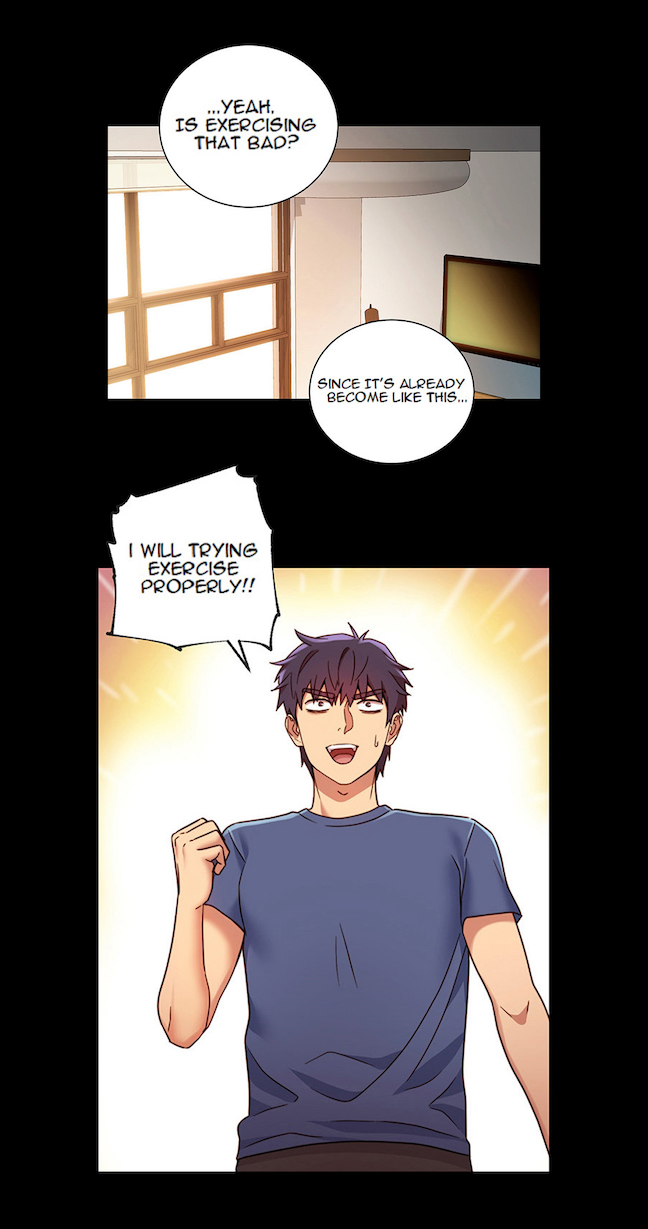 ...YEAH.
IS EXERCISING
THAT BAD?
SINCE IT'S ALREADY
BECOME LIKE THIS...
I WILL TRYING
EXERCISE
PROPERLY!!